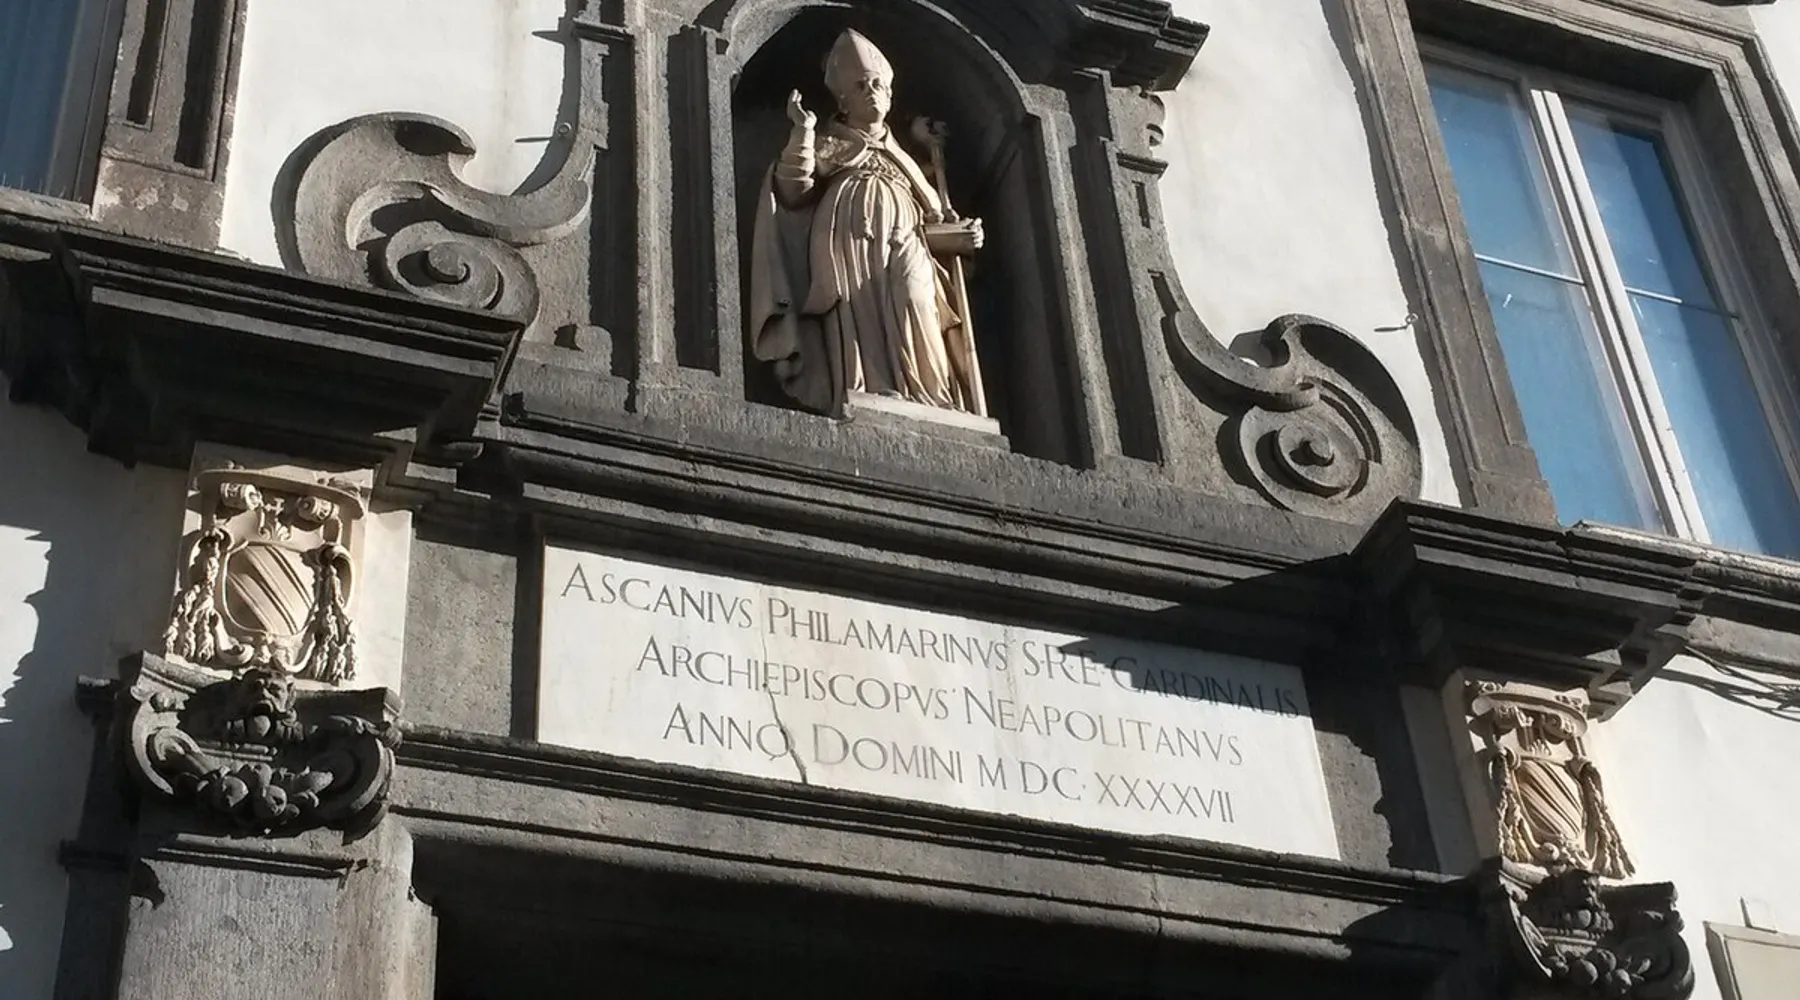 ASCANIVS PHILAMARINVS S·R·E· CARDINALIS
ARCHIEPISCOPVS NEAPOLITANVS
ANNO DOMINI M DC XXXXVII